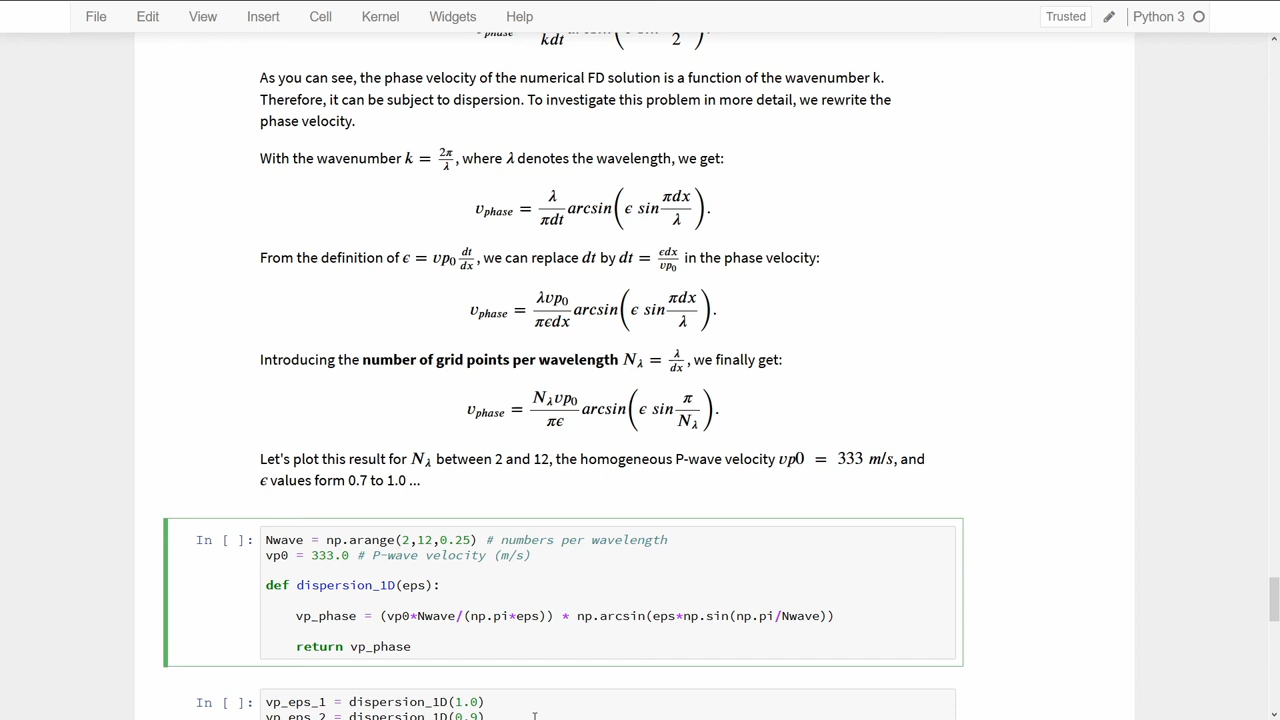 File Edit View Insert Cell Kernel Widgets Help Trusted Python 3
kdt 2
As you can see, the phase velocity of the numerical FD solution is a function of the wavenumber k.
Therefore, it can be subject to dispersion. To investigate this problem in more detail, we rewrite the
phase velocity.
With the wavenumber k = 2π/λ, where λ denotes the wavelength, we get:
v_phase = λ/πdt arcsin(ϵ sin πdx/λ).
From the definition of ϵ = vp₀ dt/dx, we can replace dt by dt = ϵdx/vp₀ in the phase velocity:
v_phase = λvp₀/πϵdx arcsin(ϵ sin πdx/λ).
Introducing the number of grid points per wavelength N_λ = λ/dx, we finally get:
v_phase = N_λvp₀/πϵ arcsin(ϵ sin π/N_λ).
Let's plot this result for N_λ between 2 and 12, the homogeneous P-wave velocity vp0 = 333 m/s, and
ϵ values form 0.7 to 1.0 ...
In [ ]: Nwave = np.arange(2,12,0.25) # numbers per wavelength
vp0 = 333.0 # P-wave velocity (m/s)
def dispersion_1D(eps):
vp_phase = (vp0*Nwave/(np.pi*eps)) * np.arcsin(eps*np.sin(np.pi/Nwave))
return vp_phase
In [ ]: vp_eps_1 = dispersion_1D(1.0)
vp_eps_2 = dispersion_1D(0.9)